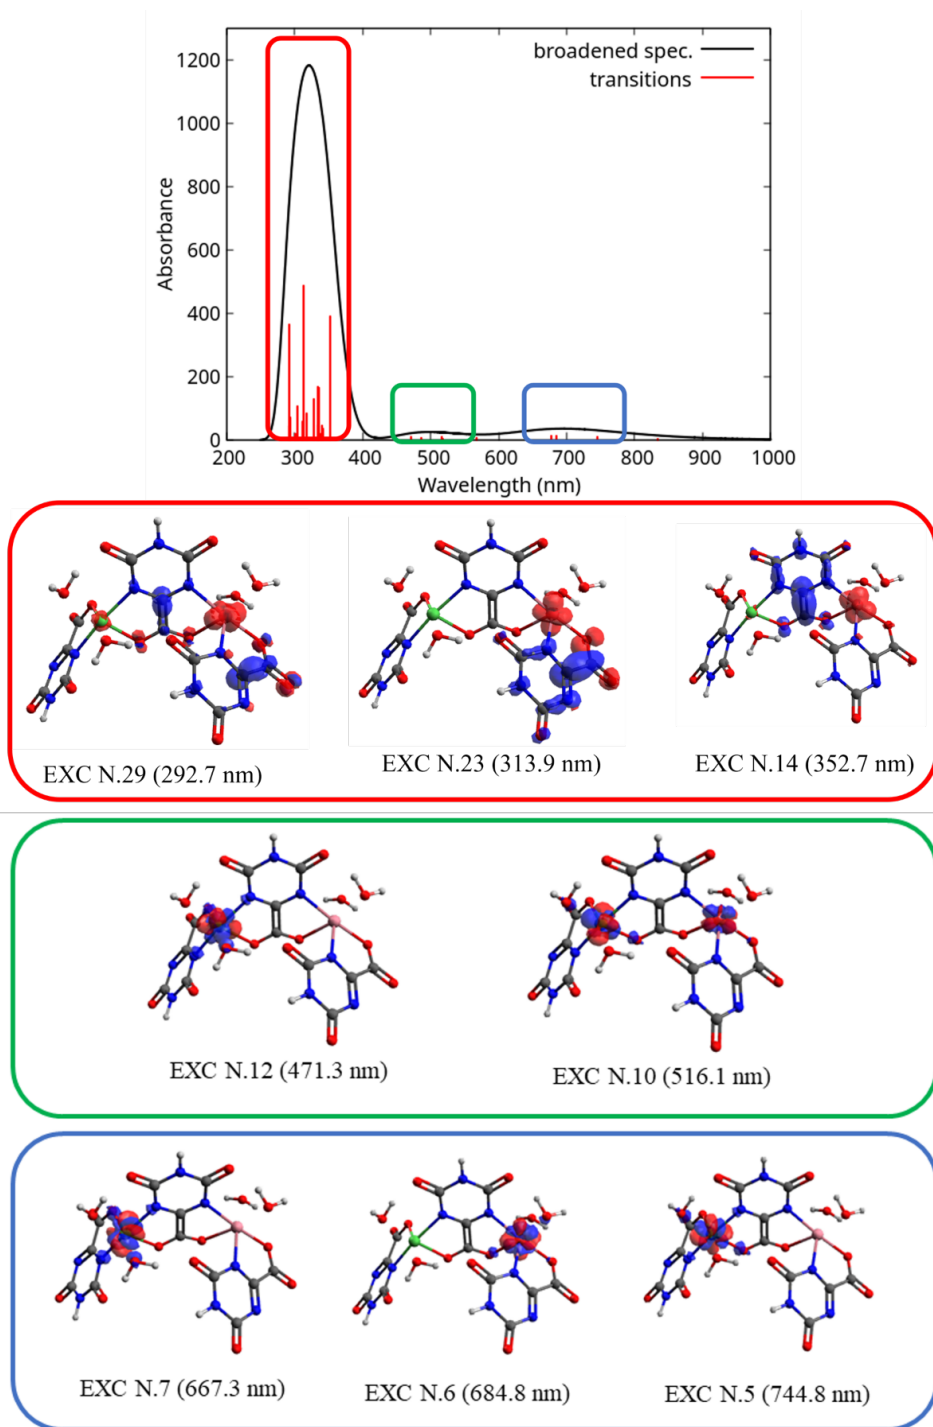 broadened spec.
transitions
1200
1000
800
600
400
200
0
Absorbance
200 300 400 500 600 700 800 900 1000
Wavelength (nm)
EXC N.29 (292.7 nm)
EXC N.23 (313.9 nm)
EXC N.14 (352.7 nm)
EXC N.12 (471.3 nm)
EXC N.10 (516.1 nm)
EXC N.7 (667.3 nm)
EXC N.6 (684.8 nm)
EXC N.5 (744.8 nm)